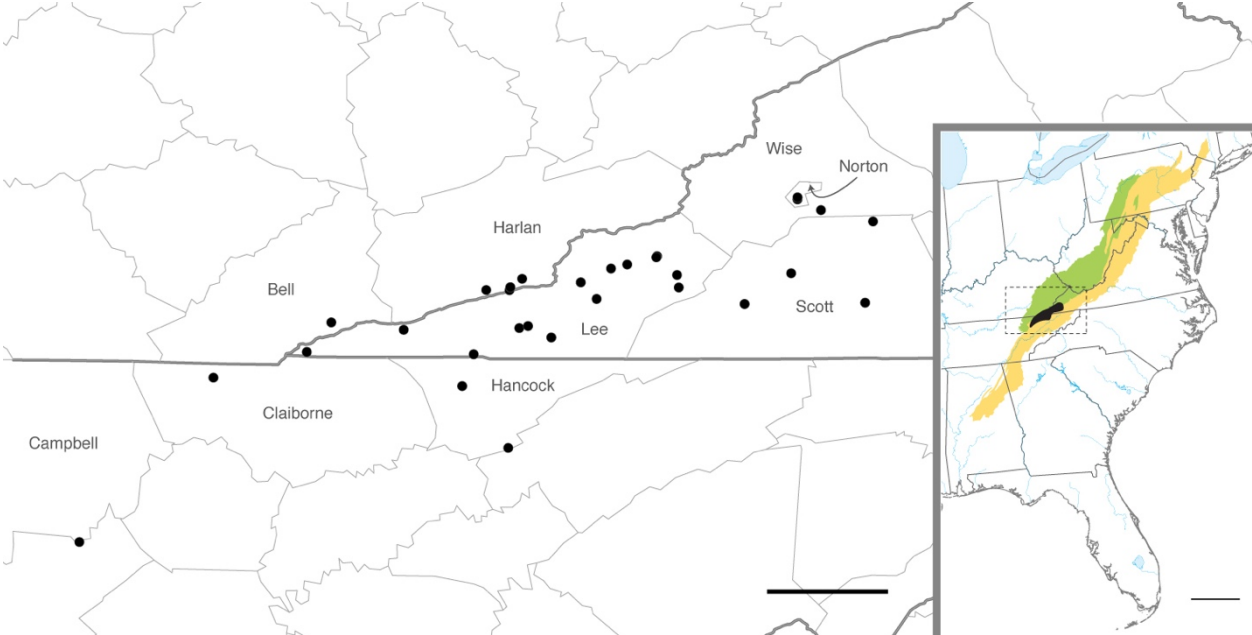 Wise
Norton
Harlan
Bell
Scott
Lee
Hancock
Claiborne
Campbell